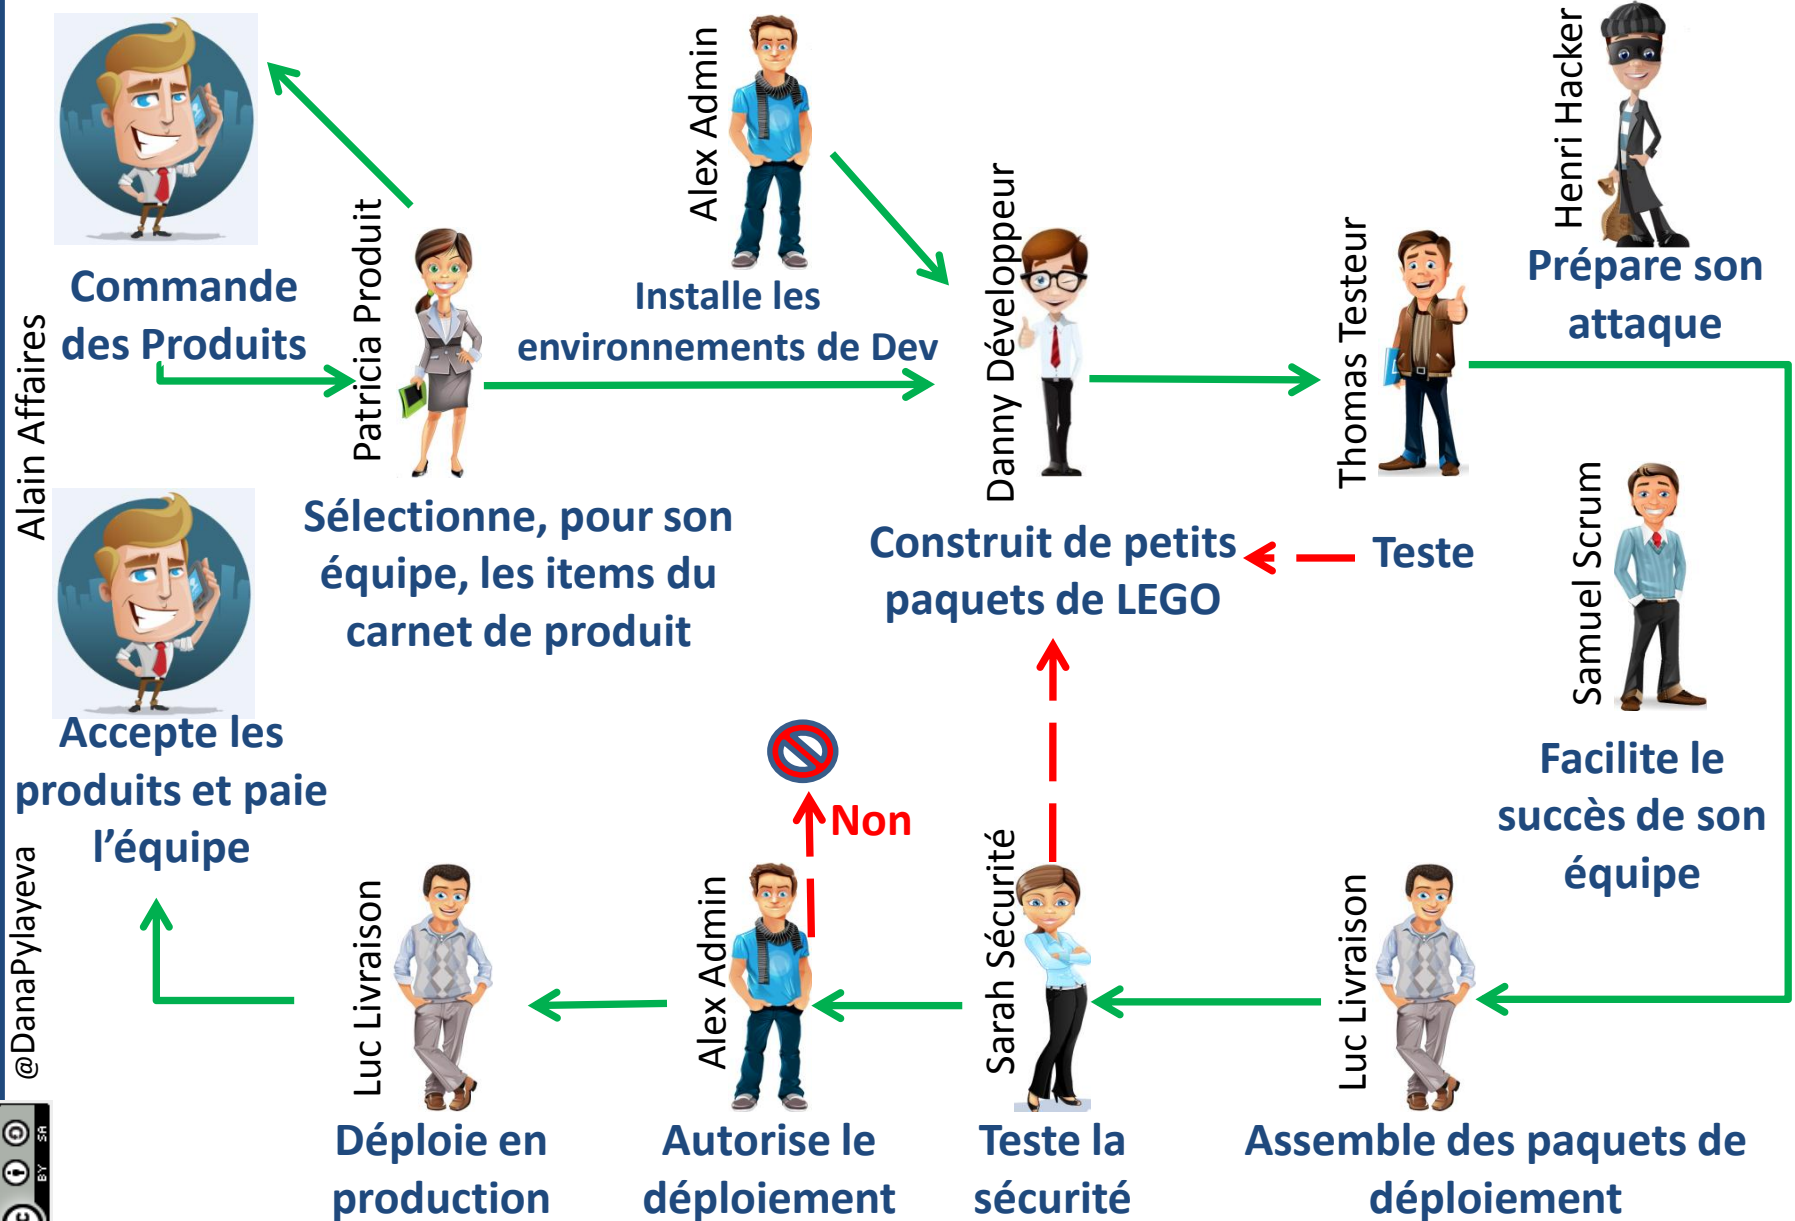 Alain Affaires
Commande
des Produits
Patricia Produit
Sélectionne, pour son
équipe, les items du
carnet de produit
Alex Admin
Installe les
environnements de Dev
Danny Développeur
Construit de petits
paquets de LEGO
Thomas Testeur
Teste
Henri Hacker
Prépare son
attaque
Samuel Scrum
Facilite le
succès de son
équipe
Luc Livraison
Assemble des paquets de
déploiement
Sarah Sécurité
Teste la
sécurité
Alex Admin
Non
Autorise le
déploiement
Luc Livraison
Déploie en
production
Accepte les
produits et paie
l’équipe
@DanaPylayeva
cc
BY SA